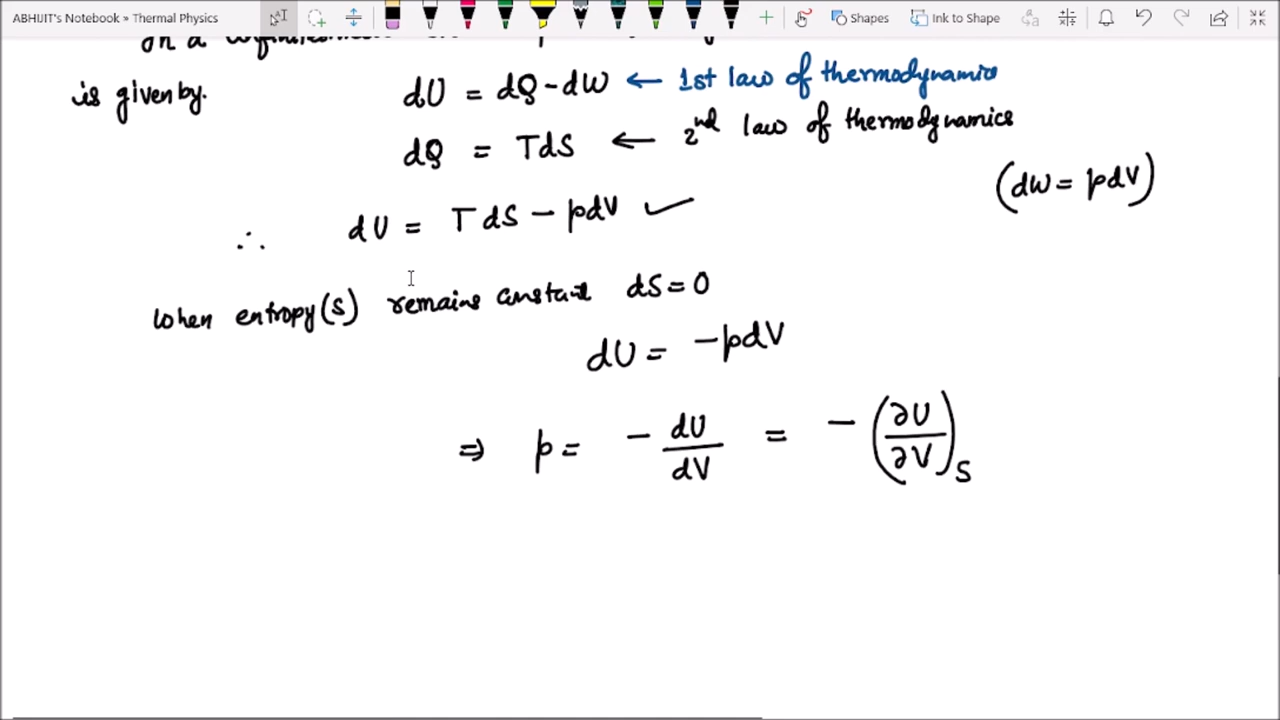 ABHIJIT's Notebook » Thermal Physics
Shapes
Ink to Shape
is given by.
dU = dQ - dW ← 1st law of thermodynamics
dQ = TdS ← 2nd law of thermodynamics
(dW = pdV)
∴ dU = TdS - pdV ✓
When entropy(S) remains constant dS = 0
dU = -pdV
⇒ p = - dU/dV = - (∂U/∂V)_S